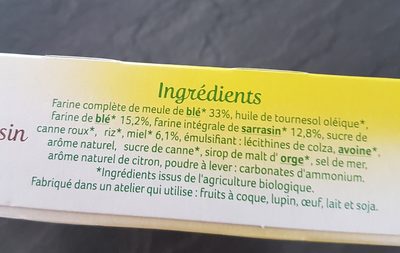 Ingrédients
Farine complète de meule de blé* 33%, huile de tournesol oléique*,
farine de blé* 15,2%, farine intégrale de sarrasin* 12,8%, sucre de
canne roux*, riz*, miel* 6,1%, émulsifiant : lécithines de colza, avoine*,
arôme naturel, sucre de canne*, sirop de malt d' orge*, sel de mer,
arôme naturel de citron, poudre à lever : carbonates d'ammonium.
*Ingrédients issus de l'agriculture biologique.
Fabriqué dans un atelier qui utilise : fruits à coque, lupin, œuf, lait et soja.
sin